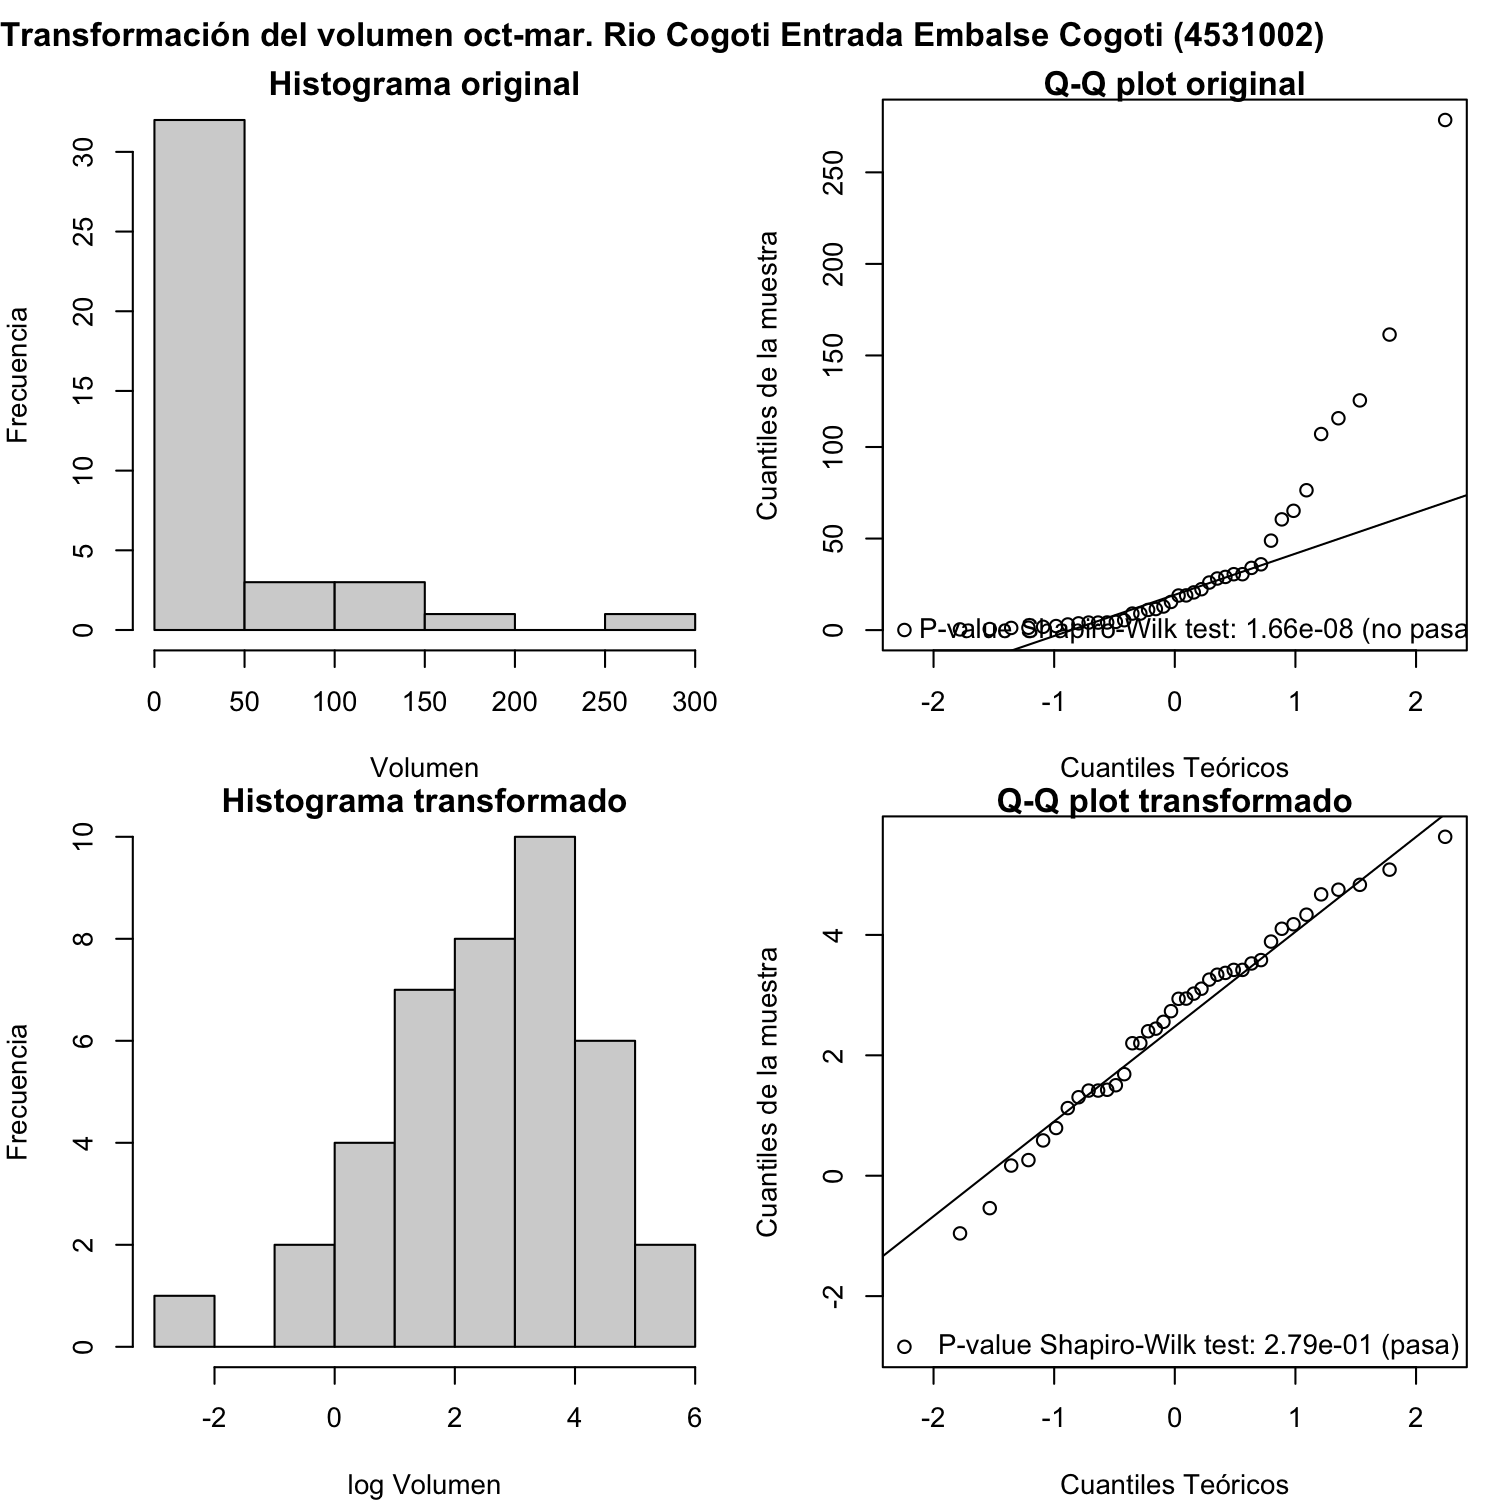 Transformación del volumen oct-mar. Rio Cogoti Entrada Embalse Cogoti (4531002)
Histograma original
Frecuencia
30
25
20
15
10
5
0
0 50 100 150 200 250 300
Volumen
Q-Q plot original
Cuantiles de la muestra
250
200
150
100
50
0
P-value Shapiro-Wilk test: 1.66e-08 (no pasa
-2 -1 0 1 2
Cuantiles Teóricos
Histograma transformado
Frecuencia
10
8
6
4
2
0
-2 0 2 4 6
log Volumen
Q-Q plot transformado
Cuantiles de la muestra
4
2
0
-2
P-value Shapiro-Wilk test: 2.79e-01 (pasa)
-2 -1 0 1 2
Cuantiles Teóricos